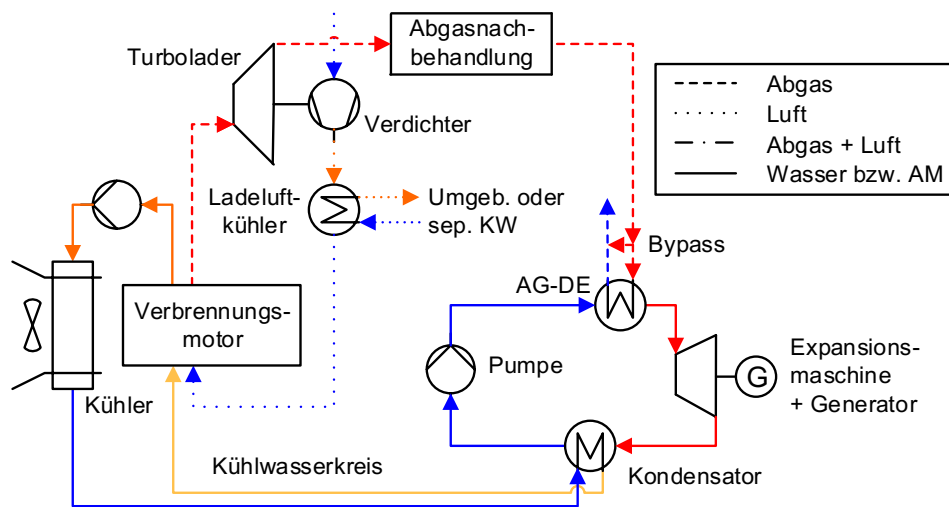 Abgasnach-
behandlung
Turbolader
Verdichter
Abgas
Luft
Abgas + Luft
Wasser bzw. AM
Ladeluft-
kühler
Umgeb. oder
sep. KW
Bypass
AG-DE
Verbrennungs-
motor
Kühler
Pumpe
G
Expansions-
maschine
+ Generator
Kühlwasserkreis
Kondensator